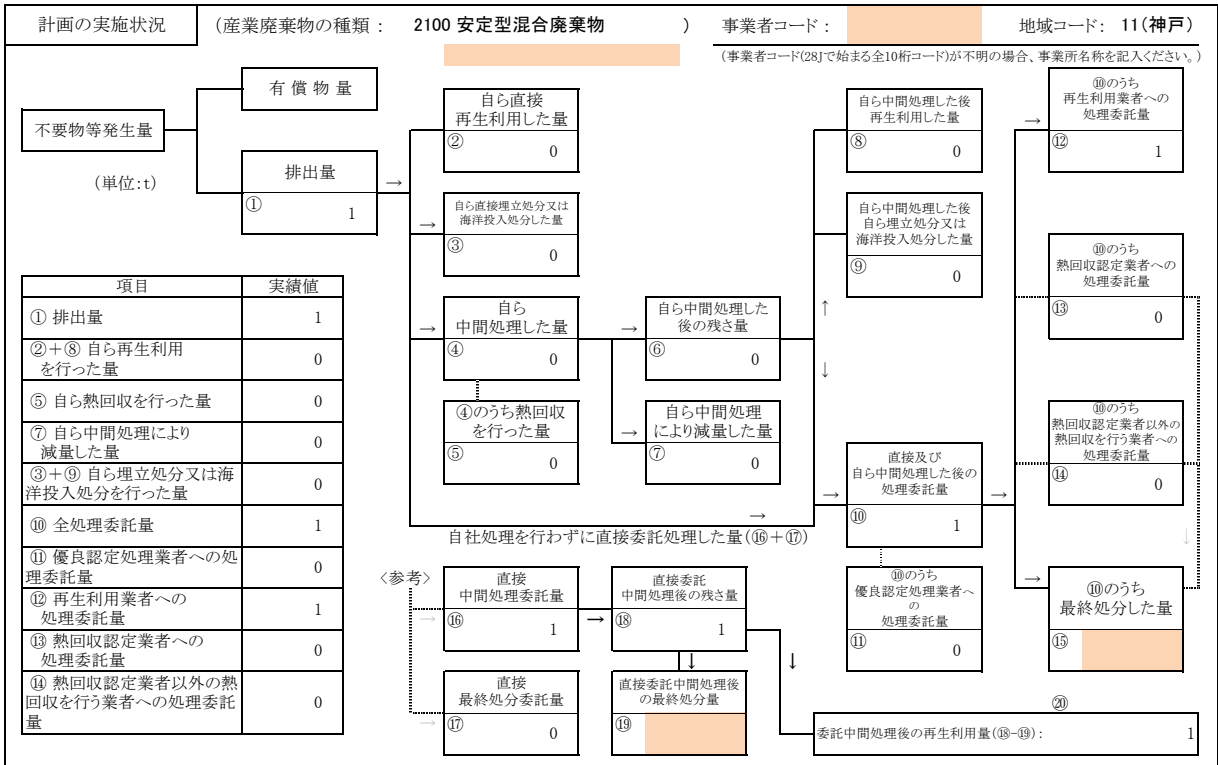 計画の実施状況
(産業廃棄物の種類： 2100 安定型混合廃棄物 )
事業者コード：
地域コード： 11(神戸)
(事業者コード(28Jで始まる全10桁コード)が不明の場合、事業所名称を記入ください。)
不要物等発生量
(単位:t)
有償物量
排出量
→
① 1
自ら直接
再生利用した量
② 0
→
自ら直接埋立処分又は
海洋投入処分した量
③ 0
→
自ら
中間処理した量
④ 0
④のうち熱回収
を行った量
⑤ 0
→
自ら中間処理した
後の残さ量
⑥ 0
→
自ら中間処理
により減量した量
⑦ 0
自ら中間処理した後
再生利用した量
⑧ 0
自ら中間処理した後
自ら埋立処分又は
海洋投入処分した量
⑨ 0
↑
↓
→
直接及び
自ら中間処理した後の
処理委託量
→
⑩ 1
⑩のうち
優良認定処理業者へ
の
処理委託量
⑪ 0
→
⑩のうち
再生利用業者への
処理委託量
⑫ 1
⑩のうち
熱回収認定業者への
処理委託量
⑬ 0
⑩のうち
熱回収認定業者以外の
熱回収を行う業者への
処理委託量
⑭ 0
↓
→
⑩のうち
最終処分した量
⑮
項目 実績値
① 排出量 1
②＋⑧ 自ら再生利用
を行った量 0
⑤ 自ら熱回収を行った量 0
⑦ 自ら中間処理により
減量した量 0
③＋⑨ 自ら埋立処分又は海
洋投入処分を行った量 0
⑩ 全処理委託量 1
⑪ 優良認定処理業者への処
理委託量 0
⑫ 再生利用業者への
処理委託量 1
⑬ 熱回収認定業者への
処理委託量 0
⑭ 熱回収認定業者以外の熱
回収を行う業者への処理委託
量 0
→
自社処理を行わずに直接委託処理した量(⑯＋⑰)
〈参考〉
直接
中間処理委託量
→
⑯ 1
→
直接委託
中間処理後の残さ量
⑱ 1
↓
↓
直接
最終処分委託量
→
⑰ 0
直接委託中間処理後
の最終処分量
⑲
⑳
委託中間処理後の再生利用量(⑱-⑲)： 1